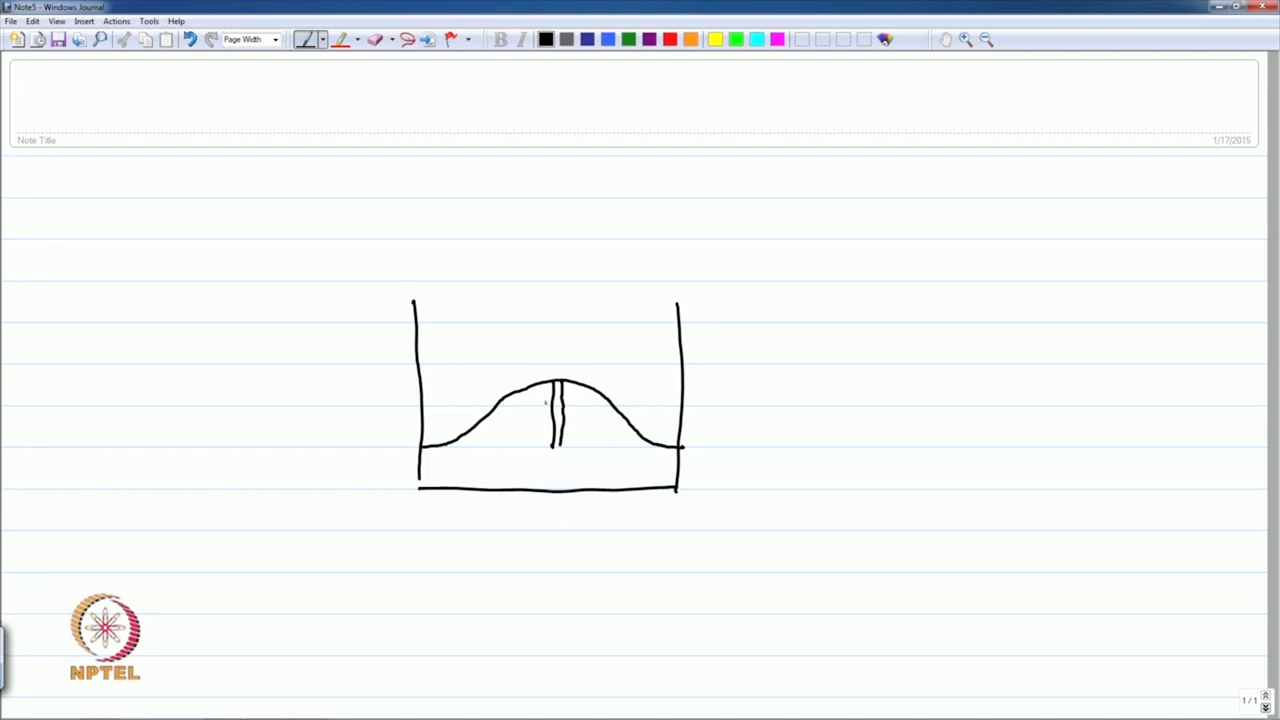 Note5 - Windows Journal
File Edit View Insert Actions Tools Help
Page Width
B I
Note Title
1/17/2015
NPTEL
1/1